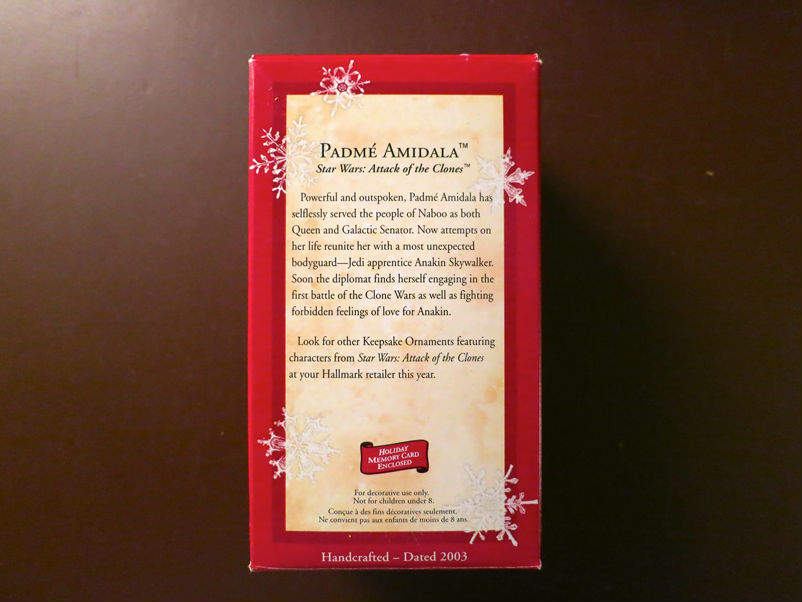 Padmé Amidala™
Star Wars: Attack of the Clones™
Powerful and outspoken, Padmé Amidala has
selflessly served the people of Naboo as both
Queen and Galactic Senator. Now attempts on
her life reunite her with a most unexpected
bodyguard—Jedi apprentice Anakin Skywalker.
Soon the diplomat finds herself engaging in the
first battle of the Clone Wars as well as fighting
forbidden feelings of love for Anakin.
Look for other Keepsake Ornaments featuring
characters from Star Wars: Attack of the Clones
at your Hallmark retailer this year.
Holiday
Memory Card
Enclosed
For decorative use only.
Not for children under 8.
Conçue à des fins décoratives seulement.
Ne convient pas aux enfants de moins de 8 ans.
Handcrafted – Dated 2003